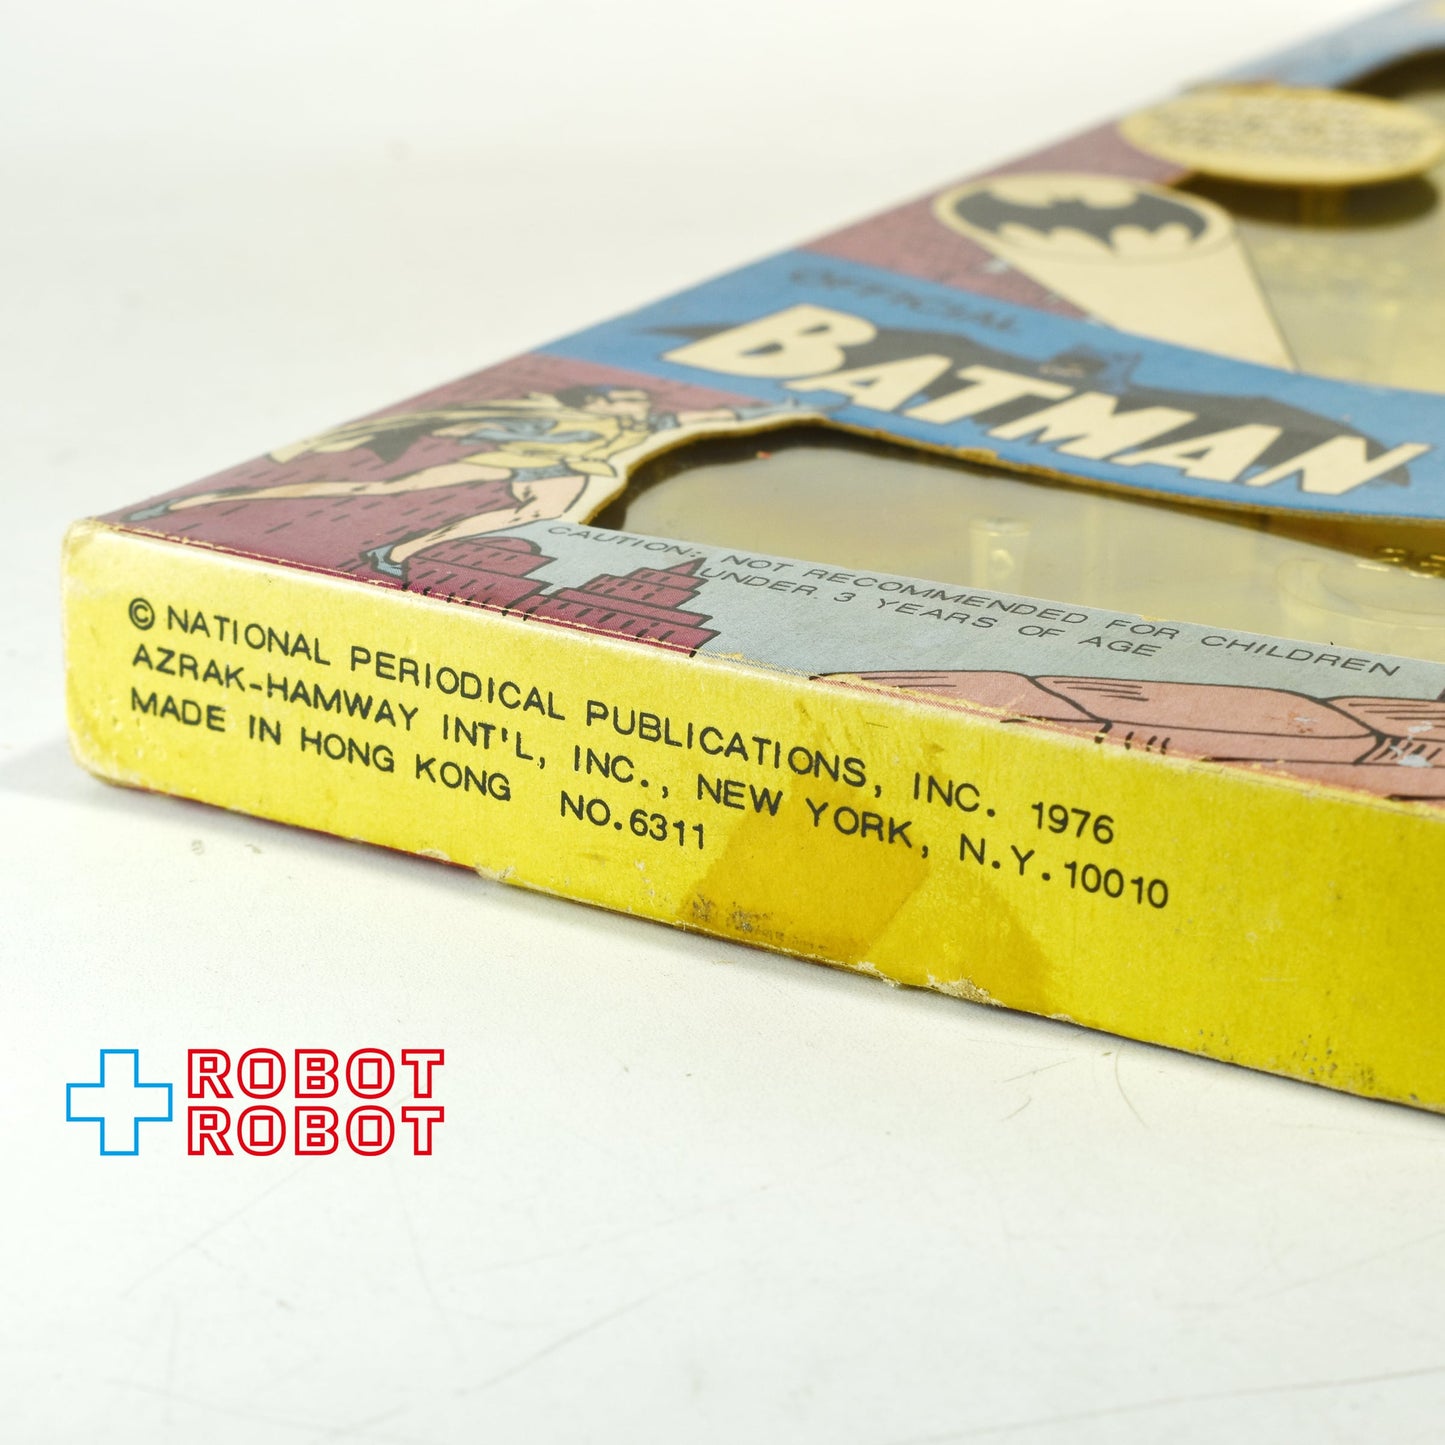 OFFICIAL
BATMAN
CAUTION: NOT RECOMMENDED FOR CHILDREN
UNDER 3 YEARS OF AGE
© NATIONAL PERIODICAL PUBLICATIONS, INC. 1976
AZRAK-HAMWAY INT'L, INC., NEW YORK, N.Y. 10010
MADE IN HONG KONG NO.6311
ROBOT
ROBOT